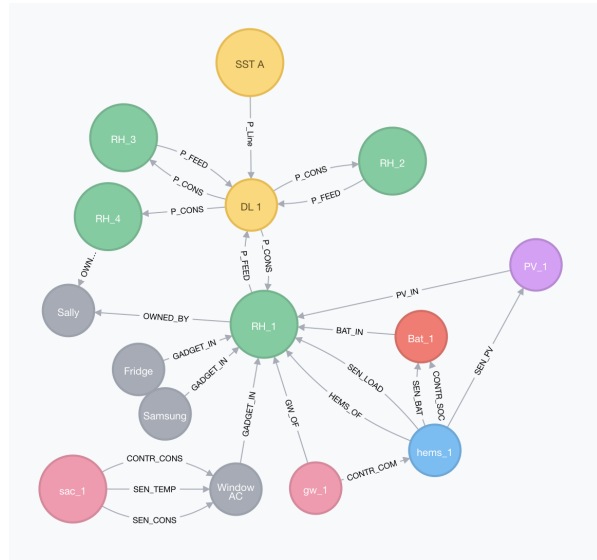 SST A
P_Line
RH_3
P_FEED
P_CONS
RH_2
P_CONS
P_FEED
DL 1
RH_4
P_CONS
OWN...
P_FEED
P_CONS
PV_1
PV_IN
Sally
OWNED_BY
RH_1
BAT_IN
Bat_1
SEN_PV
Fridge
GADGET_IN
Samsung
GADGET_IN
SEN_LOAD
SEN_BAT
CONTR_SOC
GADGET_IN
GW_OF
HEMS_OF
hems_1
CONTR_CONS
sac_1
SEN_TEMP
SEN_CONS
Window
AC
gw_1
CONTR_COM